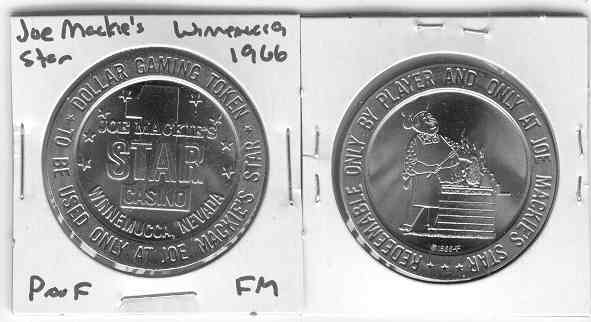 Joe Mackie's Winnemucca
Star 1966
★ DOLLAR GAMING TOKEN ★
TO BE USED ONLY AT JOE MACKIE'S STAR
1
JOE MACKIE'S
STAR
CASINO
WINNEMUCCA, NEVADA
Proof FM
REDEEMABLE ONLY BY PLAYER AND ONLY AT JOE MACKIE'S STAR ★ ★ ★